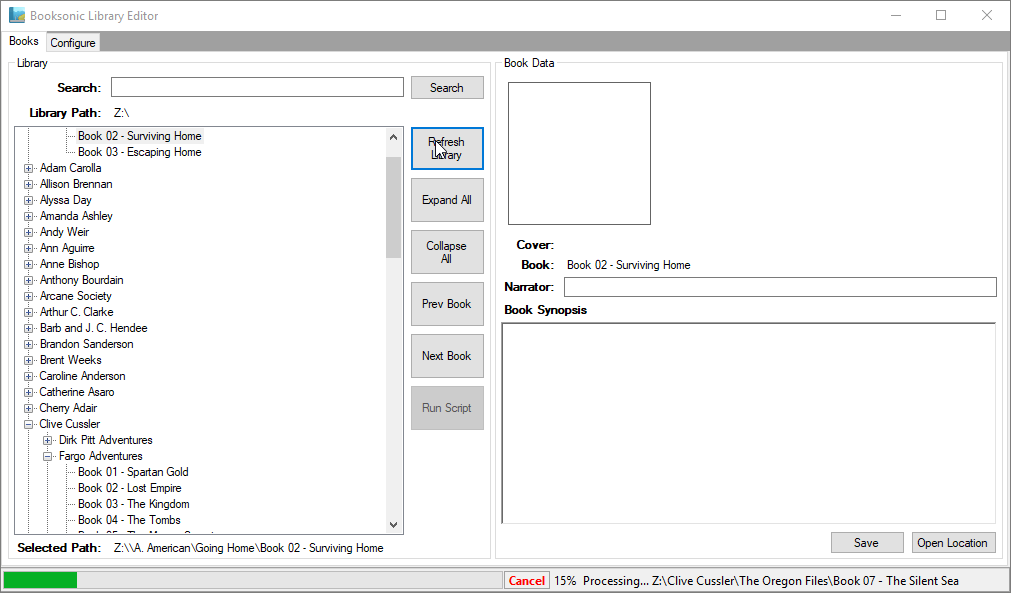 Booksonic Library Editor
Books Configure
Library
Search: Search
Library Path: Z:\
Book 02 - Surviving Home
Book 03 - Escaping Home
Adam Carolla
Allison Brennan
Alyssa Day
Amanda Ashley
Andy Weir
Ann Aguirre
Anne Bishop
Anthony Bourdain
Arcane Society
Arthur C. Clarke
Barb and J. C. Hendee
Brandon Sanderson
Brent Weeks
Caroline Anderson
Catherine Asaro
Cherry Adair
Clive Cussler
Dirk Pitt Adventures
Fargo Adventures
Book 01 - Spartan Gold
Book 02 - Lost Empire
Book 03 - The Kingdom
Book 04 - The Tombs
Refresh
Library
Expand All
Collapse
All
Prev Book
Next Book
Run Script
Selected Path: Z:\\A. American\Going Home\Book 02 - Surviving Home
Book Data
Cover:
Book: Book 02 - Surviving Home
Narrator:
Book Synopsis
Save Open Location
Cancel 15% Processing... Z:\Clive Cussler\The Oregon Files\Book 07 - The Silent Sea